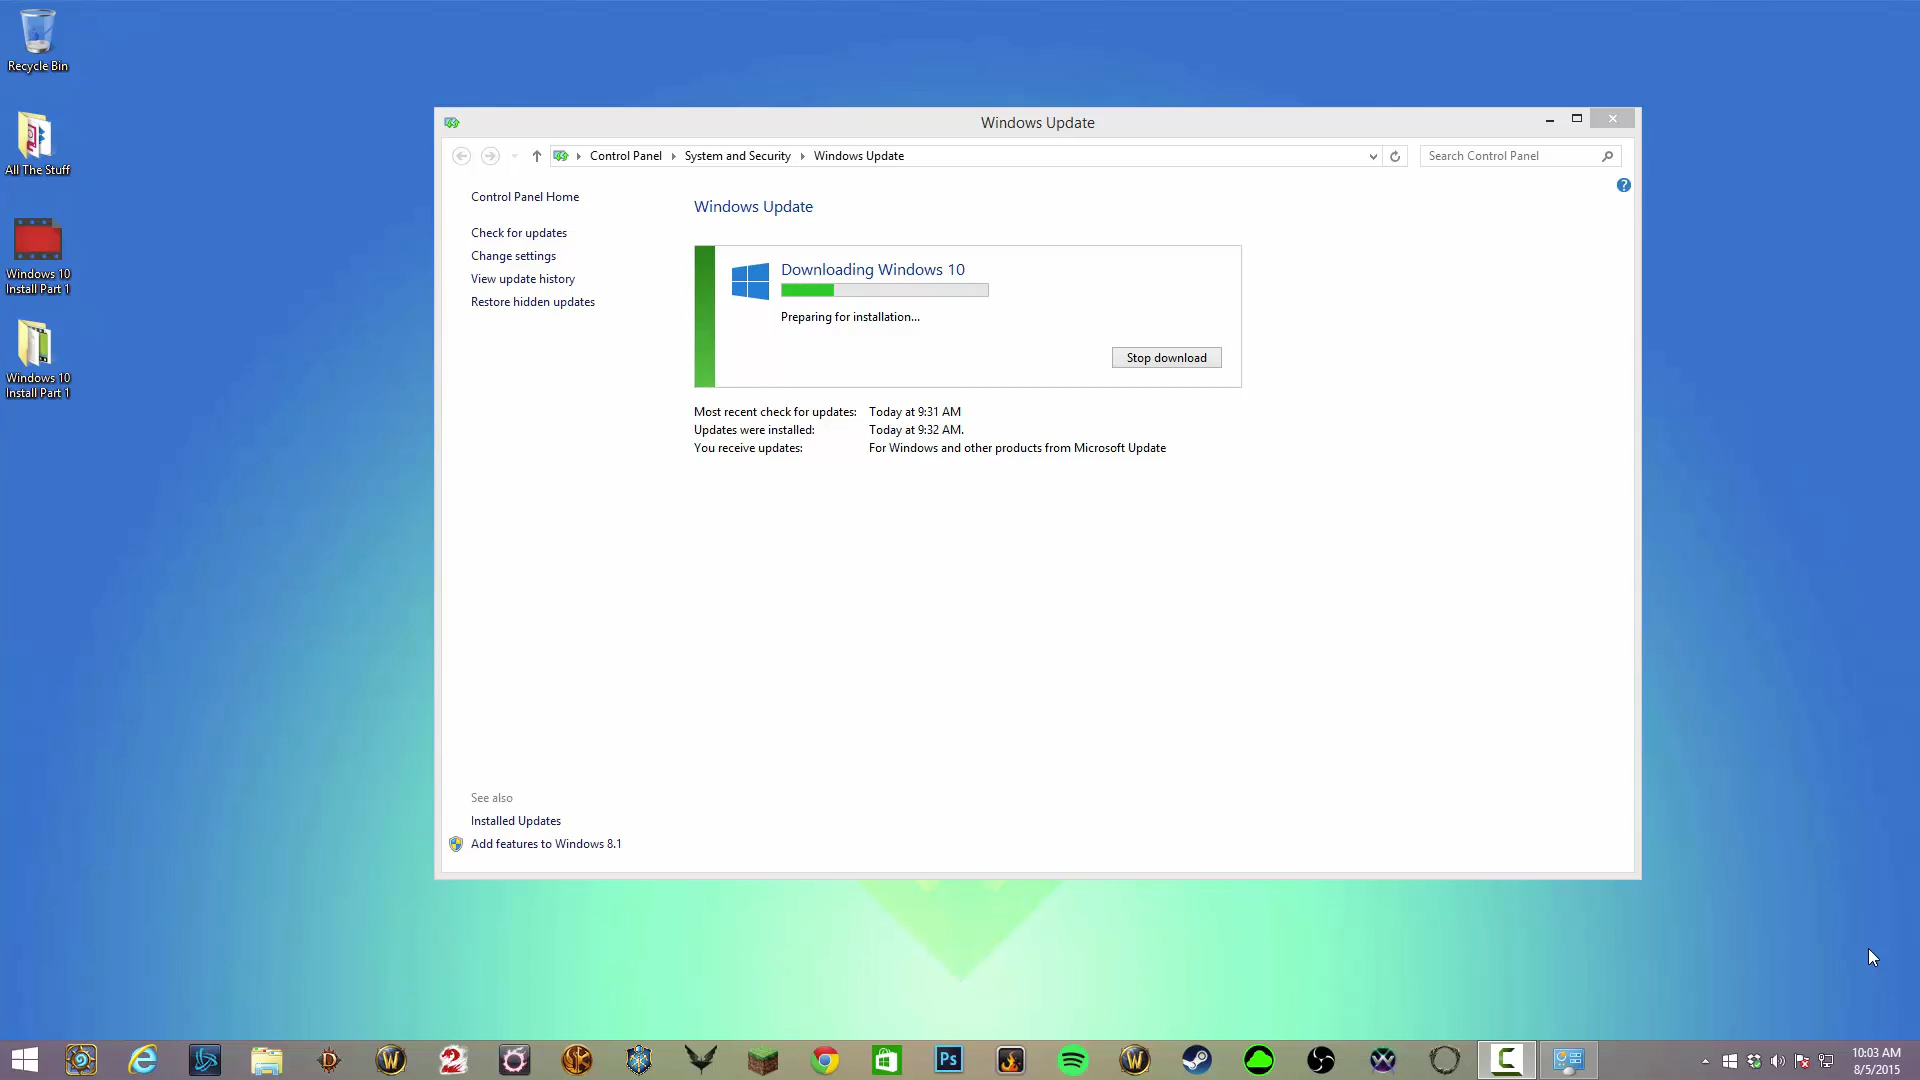 Recycle Bin
All The Stuff
Windows 10
Install Part 1
Windows 10
Install Part 1
Windows Update
Control Panel
System and Security
Windows Update
Search Control Panel
?
Control Panel Home
Check for updates
Change settings
View update history
Restore hidden updates
Windows Update
Downloading Windows 10
Preparing for installation...
Stop download
Most recent check for updates: Today at 9:31 AM
Updates were installed: Today at 9:32 AM.
You receive updates: For Windows and other products from Microsoft Update
See also
Installed Updates
Add features to Windows 8.1
D
W
2
Ps
W
C
10:03 AM
8/5/2015